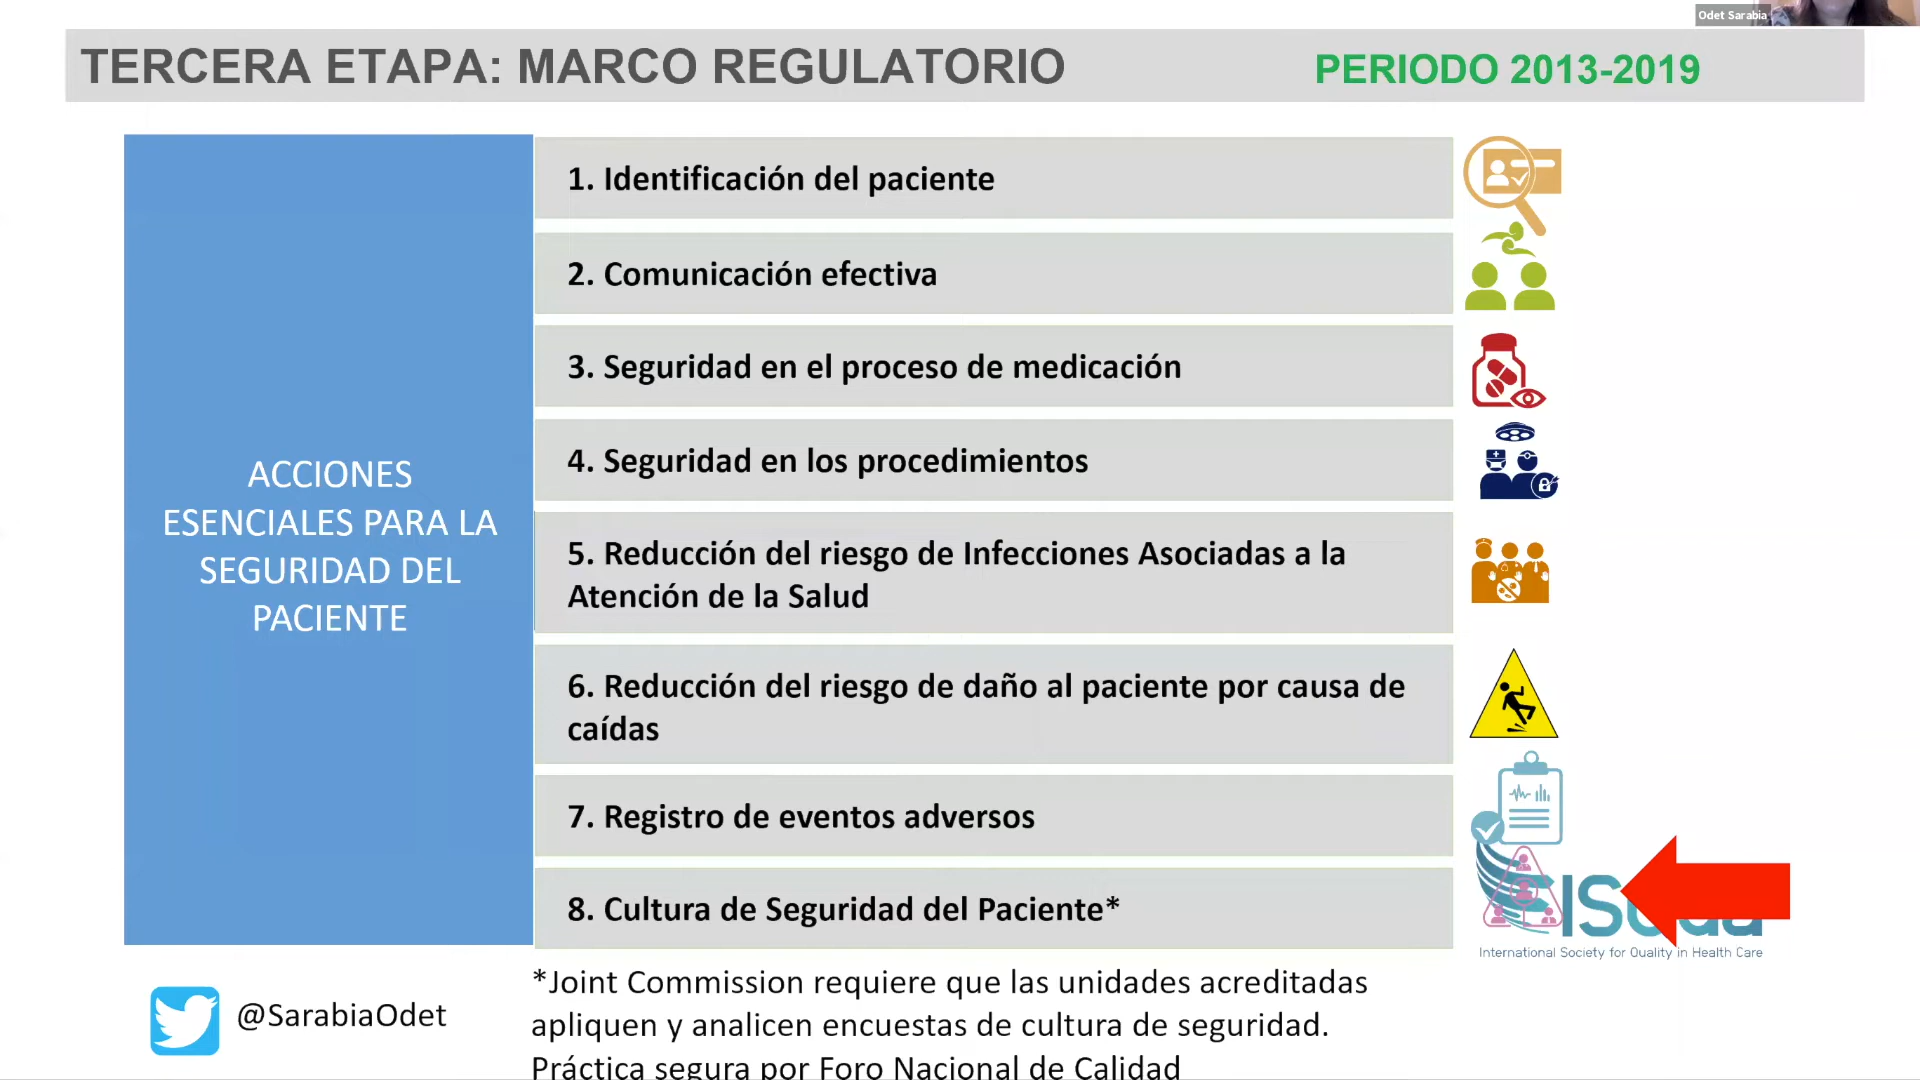 Odet Sarabia
TERCERA ETAPA: MARCO REGULATORIO
PERIODO 2013-2019
ACCIONES
ESENCIALES PARA LA
SEGURIDAD DEL
PACIENTE
1. Identificación del paciente
2. Comunicación efectiva
3. Seguridad en el proceso de medicación
4. Seguridad en los procedimientos
5. Reducción del riesgo de Infecciones Asociadas a la
Atención de la Salud
6. Reducción del riesgo de daño al paciente por causa de
caídas
7. Registro de eventos adversos
8. Cultura de Seguridad del Paciente*
International Society for Quality in Health Care
*Joint Commission requiere que las unidades acreditadas
apliquen y analicen encuestas de cultura de seguridad.
Práctica segura por Foro Nacional de Calidad
@SarabiaOdet